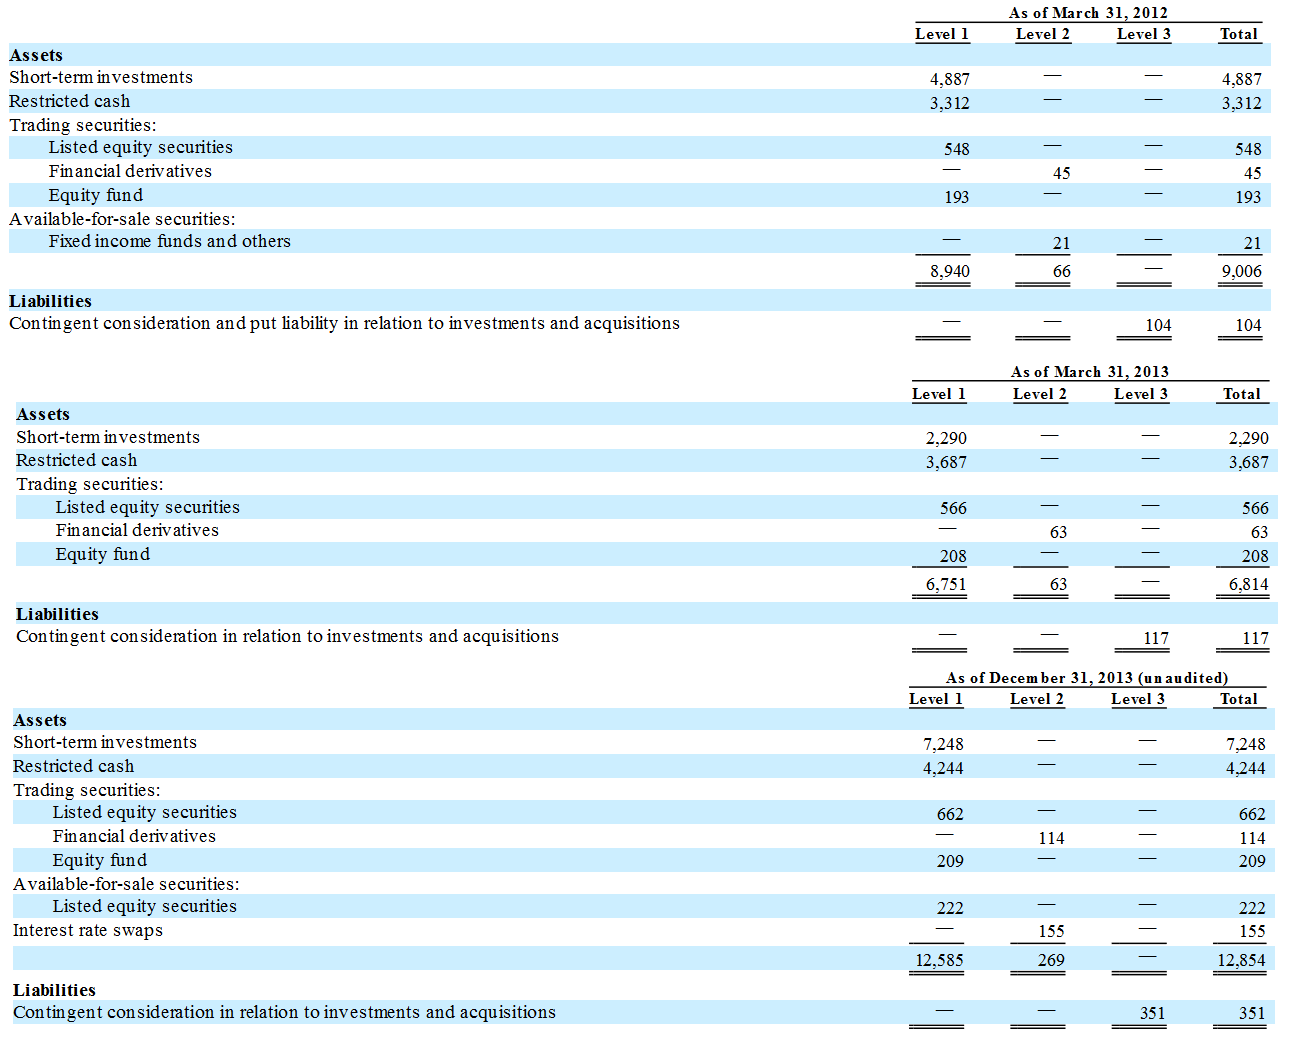 As of March 31, 2012
Level 1 Level 2 Level 3 Total
Assets
Short-term investments 4,887 — — 4,887
Restricted cash 3,312 — — 3,312
Trading securities:
Listed equity securities 548 — — 548
Financial derivatives — 45 — 45
Equity fund 193 — — 193
Available-for-sale securities:
Fixed income funds and others — 21 — 21
8,940 66 — 9,006
Liabilities
Contingent consideration and put liability in relation to investments and acquisitions — — 104 104
As of March 31, 2013
Level 1 Level 2 Level 3 Total
Assets
Short-term investments 2,290 — — 2,290
Restricted cash 3,687 — — 3,687
Trading securities:
Listed equity securities 566 — — 566
Financial derivatives — 63 — 63
Equity fund 208 — — 208
6,751 63 — 6,814
Liabilities
Contingent consideration in relation to investments and acquisitions — — 117 117
As of December 31, 2013 (unaudited)
Level 1 Level 2 Level 3 Total
Assets
Short-term investments 7,248 — — 7,248
Restricted cash 4,244 — — 4,244
Trading securities:
Listed equity securities 662 — — 662
Financial derivatives — 114 — 114
Equity fund 209 — — 209
Available-for-sale securities:
Listed equity securities 222 — — 222
Interest rate swaps — 155 — 155
12,585 269 — 12,854
Liabilities
Contingent consideration in relation to investments and acquisitions — — 351 351